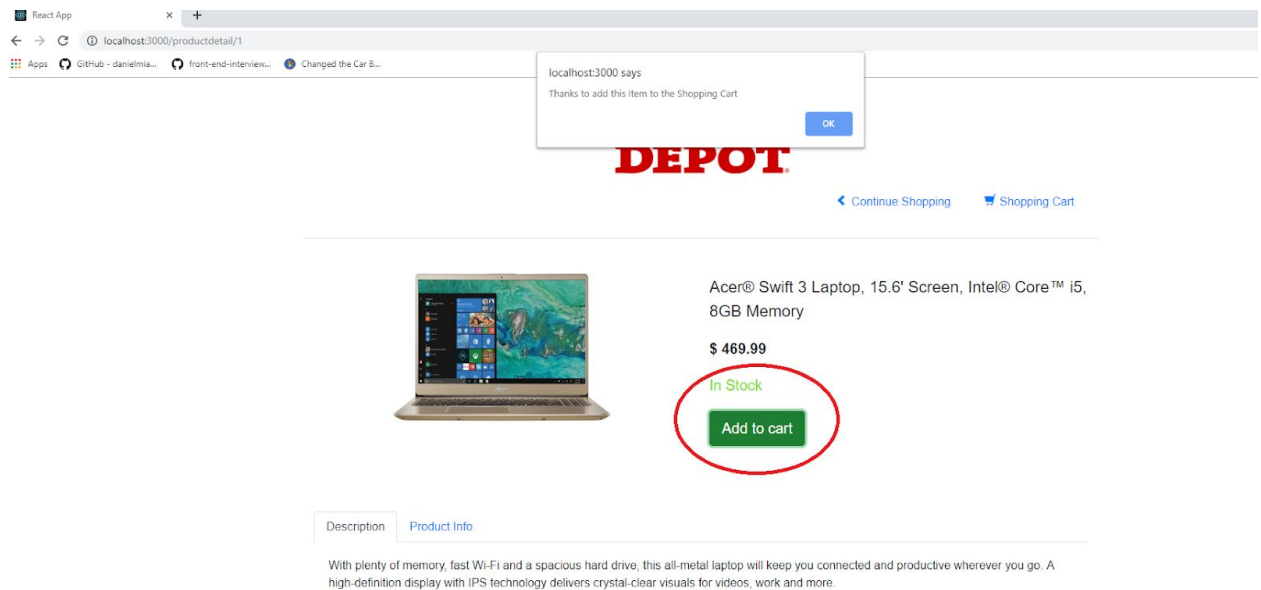 React App
localhost:3000/productdetail/1
Apps GitHub - danielmia... front-end-interview... Changed the Car B...
localhost:3000 says
Thanks to add this Item to the Shopping Cart
OK
DEPOT
Continue Shopping Shopping Cart
Acer® Swift 3 Laptop, 15.6' Screen, Intel® Core™ i5,
8GB Memory
$ 469.99
In Stock
Add to cart
Description Product Info
With plenty of memory, fast Wi-Fi and a spacious hard drive, this all-metal laptop will keep you connected and productive wherever you go. A
high-definition display with IPS technology delivers crystal-clear visuals for videos, work and more.